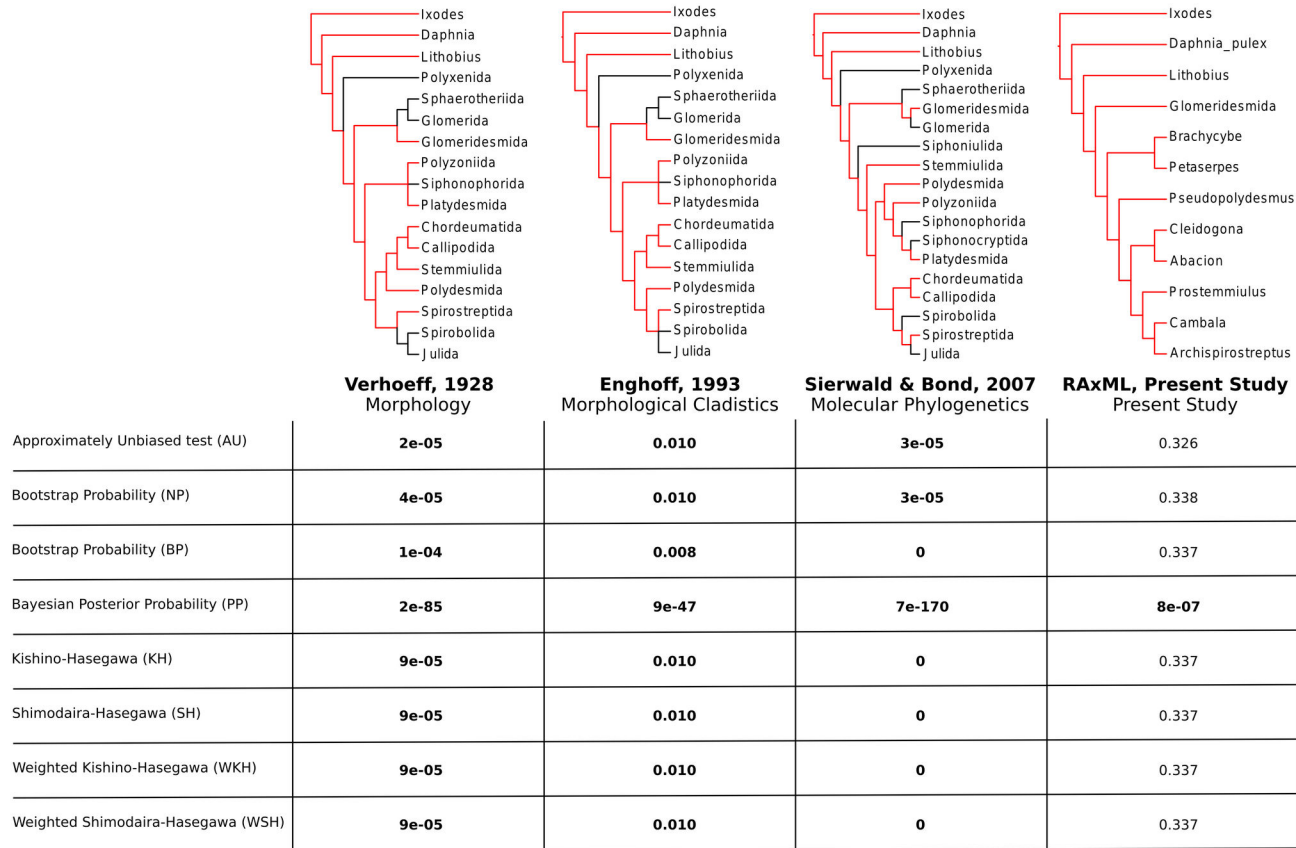 Ixodes
Daphnia
Lithobius
Polyxenida
Sphaerotheriida
Glomerida
Glomeridesmida
Polyzoniida
Siphonophorida
Platydesmida
Chordeumatida
Callipodida
Stemmiulida
Polydesmida
Spirostreptida
Spirobolida
Julida
Ixodes
Daphnia
Lithobius
Polyxenida
Sphaerotheriida
Glomerida
Glomeridesmida
Polyzoniida
Siphonophorida
Platydesmida
Chordeumatida
Callipodida
Stemmiulida
Polydesmida
Spirostreptida
Spirobolida
Julida
Ixodes
Daphnia
Lithobius
Polyxenida
Sphaerotheriida
Glomeridesmida
Glomerida
Siphoniulida
Stemmiulida
Polydesmida
Polyzoniida
Siphonophorida
Siphonocryptida
Platydesmida
Chordeumatida
Callipodida
Spirobolida
Spirostreptida
Julida
Ixodes
Daphnia_pulex
Lithobius
Glomeridesmida
Brachycybe
Petaserpes
Pseudopolydesmus
Cleidogona
Abacion
Prostemmiulus
Cambala
Archispirostreptus
Verhoeff, 1928 Enghoff, 1993 Sierwald & Bond, 2007 RAxML, Present Study
Morphology Morphological Cladistics Molecular Phylogenetics Present Study
Approximately Unbiased test (AU) 2e-05 0.010 3e-05 0.326
Bootstrap Probability (NP) 4e-05 0.010 3e-05 0.338
Bootstrap Probability (BP) 1e-04 0.008 0 0.337
Bayesian Posterior Probability (PP) 2e-85 9e-47 7e-170 8e-07
Kishino-Hasegawa (KH) 9e-05 0.010 0 0.337
Shimodaira-Hasegawa (SH) 9e-05 0.010 0 0.337
Weighted Kishino-Hasegawa (WKH) 9e-05 0.010 0 0.337
Weighted Shimodaira-Hasegawa (WSH) 9e-05 0.010 0 0.337